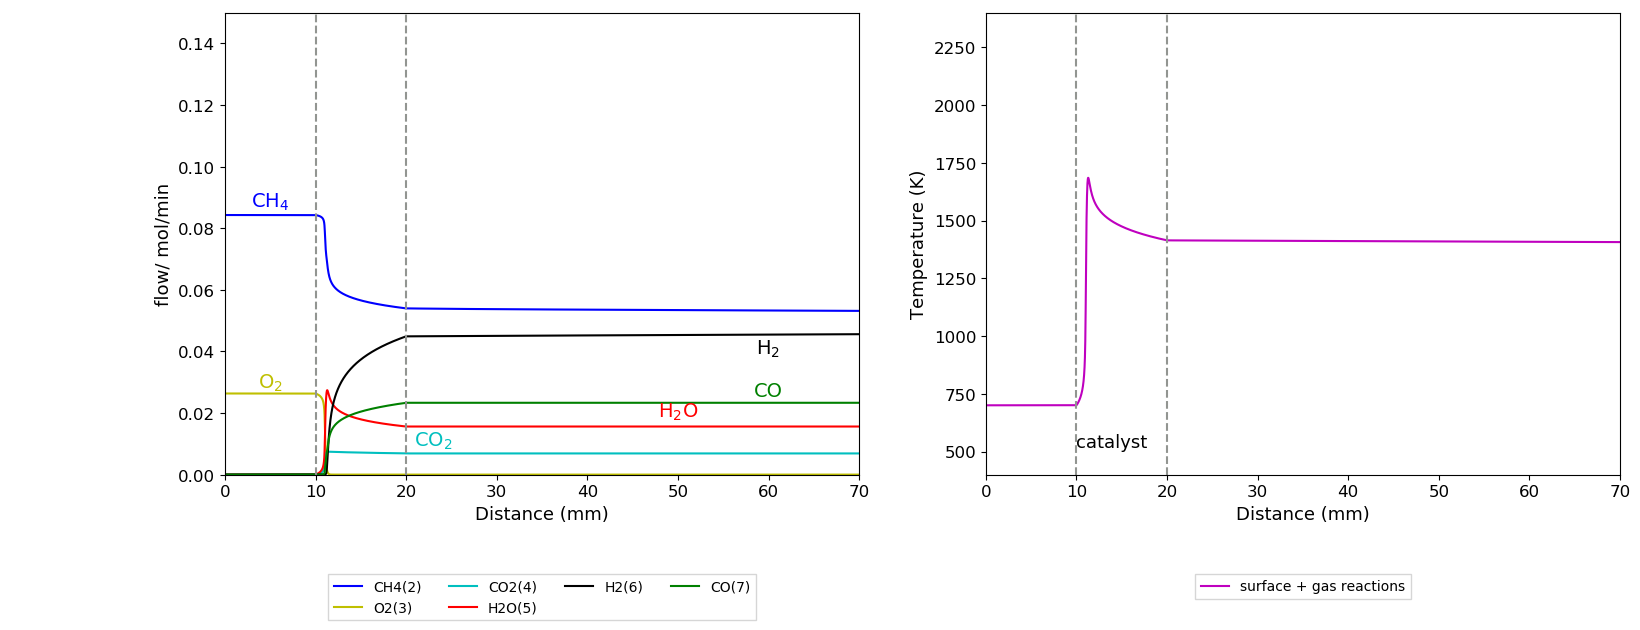 0.14
0.12
0.10
0.08
0.06
0.04
0.02
0.00
flow/ mol/min
CH₄
O₂
H₂
CO
H₂O
CO₂
0 10 20 30 40 50 60 70
Distance (mm)
CH4(2) CO2(4) H2(6) CO(7)
O2(3) H2O(5)
2250
2000
1750
1500
1250
1000
750
500
Temperature (K)
catalyst
0 10 20 30 40 50 60 70
Distance (mm)
surface + gas reactions